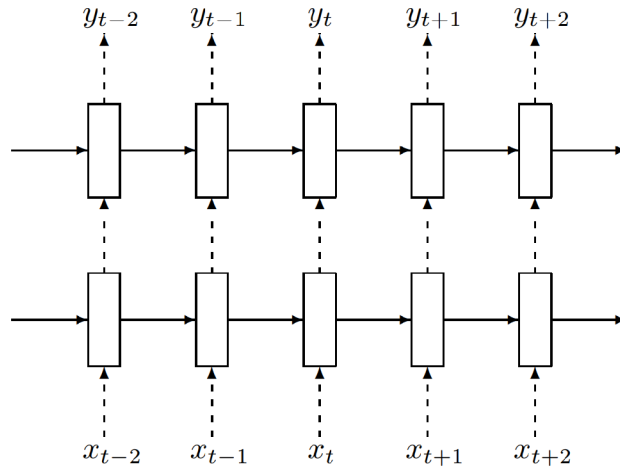 y_{t−2} y_{t−1} y_t y_{t+1} y_{t+2}
x_{t−2} x_{t−1} x_t x_{t+1} x_{t+2}